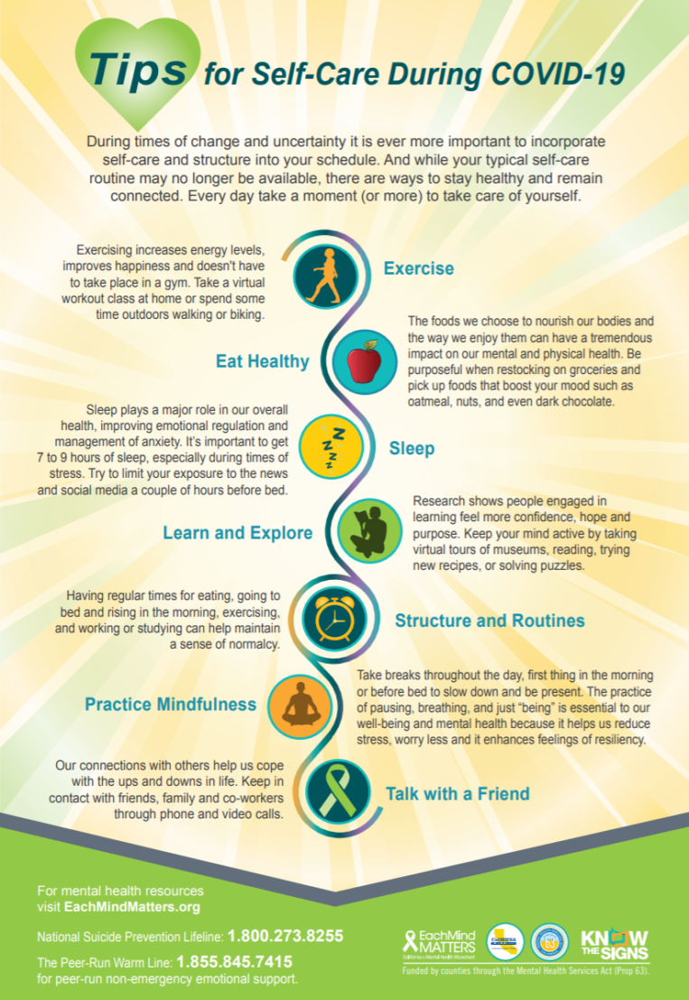 Tips for Self-Care During COVID-19
During times of change and uncertainty it is ever more important to incorporate
self-care and structure into your schedule. And while your typical self-care
routine may no longer be available, there are ways to stay healthy and remain
connected. Every day take a moment (or more) to take care of yourself.
Exercise
Exercising increases energy levels,
improves happiness and doesn't have
to take place in a gym. Take a virtual
workout class at home or spend some
time outdoors walking or biking.
Eat Healthy
The foods we choose to nourish our bodies and
the way we enjoy them can have a tremendous
impact on our mental and physical health. Be
purposeful when restocking on groceries and
pick up foods that boost your mood such as
oatmeal, nuts, and even dark chocolate.
Sleep
Sleep plays a major role in our overall
health, improving emotional regulation and
management of anxiety. It's important to get
7 to 9 hours of sleep, especially during times of
stress. Try to limit your exposure to the news
and social media a couple of hours before bed.
z
z
z
z
Learn and Explore
Research shows people engaged in
learning feel more confidence, hope and
purpose. Keep your mind active by taking
virtual tours of museums, reading, trying
new recipes, or solving puzzles.
Structure and Routines
Having regular times for eating, going to
bed and rising in the morning, exercising,
and working or studying can help maintain
a sense of normalcy.
Practice Mindfulness
Take breaks throughout the day, first thing in the morning
or before bed to slow down and be present. The practice
of pausing, breathing, and just “being” is essential to our
well-being and mental health because it helps us reduce
stress, worry less and it enhances feelings of resiliency.
Talk with a Friend
Our connections with others help us cope
with the ups and downs in life. Keep in
contact with friends, family and co-workers
through phone and video calls.
For mental health resources
visit EachMindMatters.org
National Suicide Prevention Lifeline: 1.800.273.8255
The Peer-Run Warm Line: 1.855.845.7415
for peer-run non-emergency emotional support.
EachMind
MATTERS
California's Mental Health Movement
CalMHSA
63
KNOW
THE SIGNS
Funded by counties through the Mental Health Services Act (Prop 63).